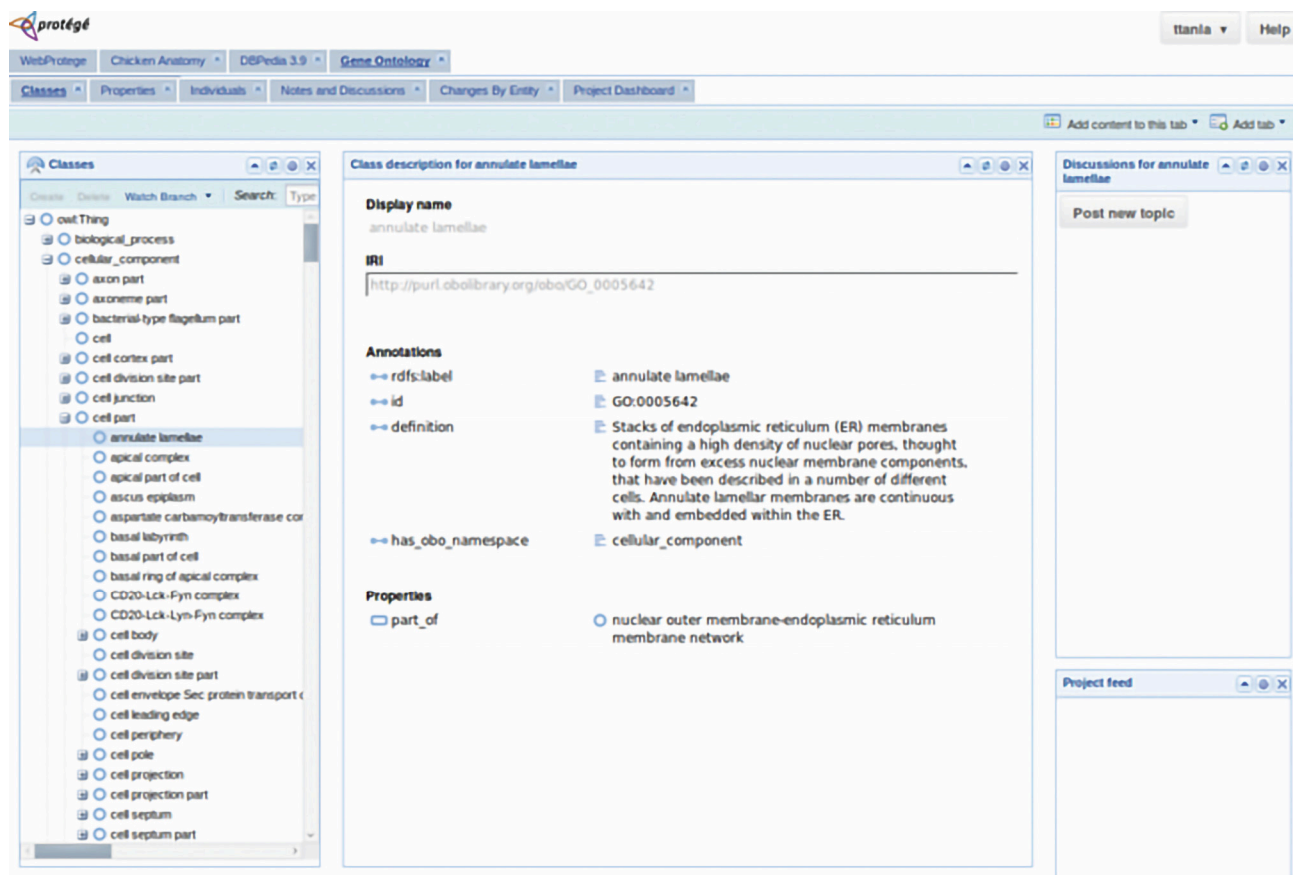 protégé
ttania
Help
WebProtege
Chicken Anatomy
DBPedia 3.9
Gene Ontology
Classes
Properties
Individuals
Notes and Discussions
Changes By Entity
Project Dashboard
Add content to this tab
Add tab
Classes
Create Delete Watch Branch Search: Type
owl:Thing
biological_process
cellular_component
axon part
axoneme part
bacterial-type flagellum part
cell
cell cortex part
cell division site part
cell junction
cell part
annulate lamellae
apical complex
apical part of cell
ascus epiplasm
aspartate carbamoyltransferase cor
basal labyrinth
basal part of cell
basal ring of apical complex
CD20-Lck-Fyn complex
CD20-Lck-Lyn-Fyn complex
cell body
cell division site
cell division site part
cell envelope Sec protein transport c
cell leading edge
cell periphery
cell pole
cell projection
cell projection part
cell septum
cell septum part
Class description for annulate lamellae
Display name
annulate lamellae
IRI
http://purl.obolibrary.org/obo/GO_0005642
Annotations
rdfs:label annulate lamellae
id GO:0005642
definition Stacks of endoplasmic reticulum (ER) membranes
containing a high density of nuclear pores, thought
to form from excess nuclear membrane components,
that have been described in a number of different
cells. Annulate lamellar membranes are continuous
with and embedded within the ER.
has_obo_namespace cellular_component
Properties
part_of nuclear outer membrane-endoplasmic reticulum
membrane network
Discussions for annulate
lamellae
Post new topic
Project feed